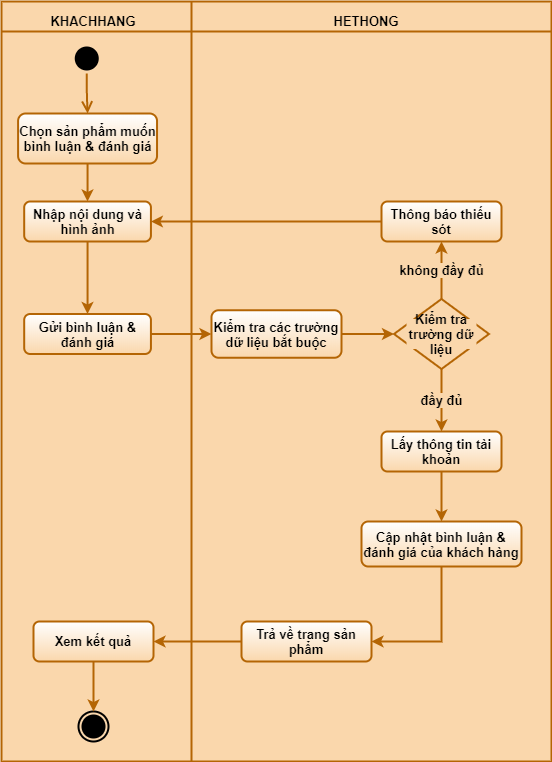 KHACHHANG
HETHONG
Chọn sản phẩm muốn
bình luận & đánh giá
Nhập nội dung và
hình ảnh
Thông báo thiếu
sót
không đầy đủ
Gửi bình luận &
đánh giá
Kiểm tra các trường
dữ liệu bắt buộc
Kiểm tra
trường dữ
liệu
đầy đủ
Lấy thông tin tài
khoản
Cập nhật bình luận &
đánh giá của khách hàng
Trả về trang sản
phẩm
Xem kết quả